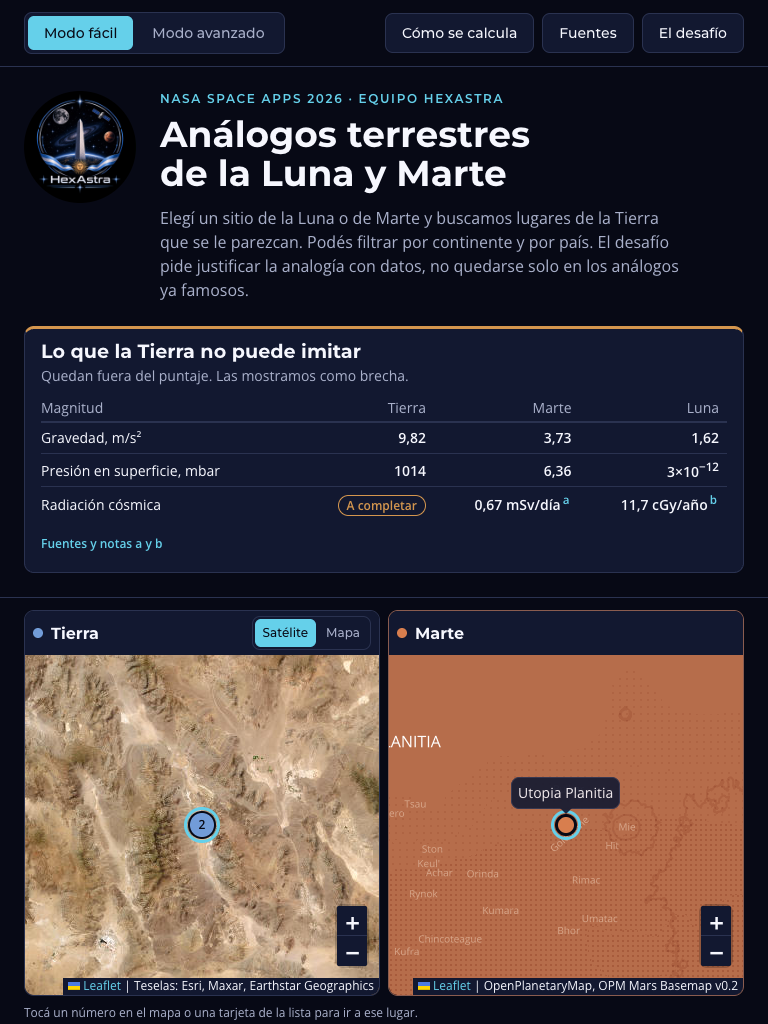 Modo fácil
Modo avanzado
Cómo se calcula
Fuentes
El desafío
HexAstra
NASA SPACE APPS 2026 · EQUIPO HEXASTRA
Análogos terrestres
de la Luna y Marte
Elegí un sitio de la Luna o de Marte y buscamos lugares de la Tierra
que se le parezcan. Podés filtrar por continente y por país. El desafío
pide justificar la analogía con datos, no quedarse solo en los análogos
ya famosos.
Lo que la Tierra no puede imitar
Quedan fuera del puntaje. Las mostramos como brecha.
Magnitud Tierra Marte Luna
Gravedad, m/s² 9,82 3,73 1,62
Presión en superficie, mbar 1014 6,36 3×10⁻¹²
Radiación cósmica A completar 0,67 mSv/día a 11,7 cGy/año b
Fuentes y notas a y b
Tierra
Satélite
Mapa
2
+
−
Leaflet | Teselas: Esri, Maxar, Earthstar Geographics
Marte
LANITIA
Utopia Planitia
Tsau
ero
Mie
Hit
Ston
Keul'
Achar
Orinda
Rimac
Rynok
Kumara
Umatac
Bhor
Chincoteague
Kufra
+
−
Leaflet | OpenPlanetaryMap, OPM Mars Basemap v0.2
Tocá un número en el mapa o una tarjeta de la lista para ir a ese lugar.